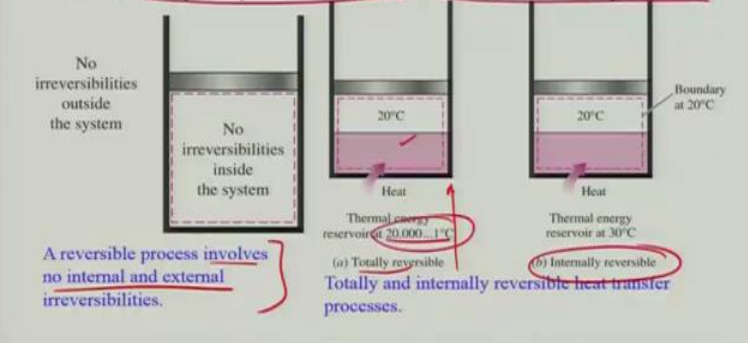 No
irreversibilities
outside
the system
No
irreversibilities
inside
the system
20°C
Heat
Thermal energy
reservoir at 20.000...1°C
(a) Totally reversible
20°C
Boundary
at 20°C
Heat
Thermal energy
reservoir at 30°C
(b) Internally reversible
A reversible process involves
no internal and external
irreversibilities.
Totally and internally reversible heat transfer
processes.